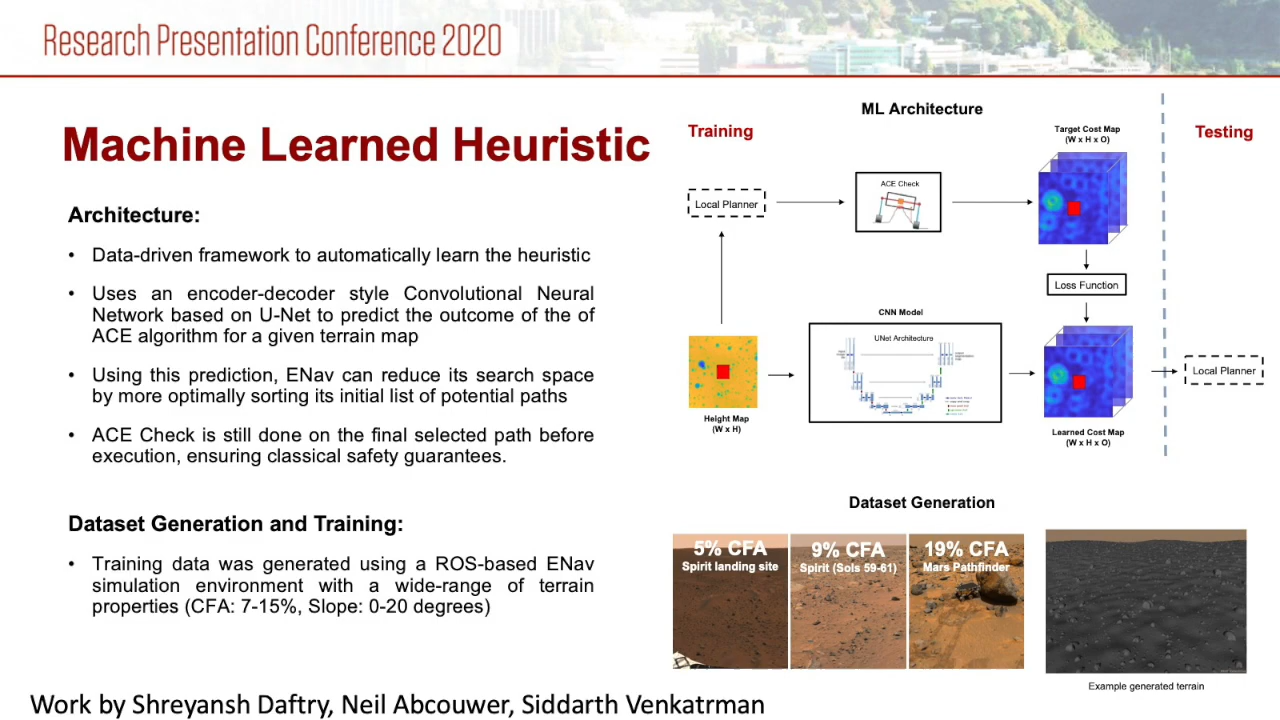 Research Presentation Conference 2020
Machine Learned Heuristic
Architecture:
• Data-driven framework to automatically learn the heuristic
• Uses an encoder-decoder style Convolutional Neural
Network based on U-Net to predict the outcome of the of
ACE algorithm for a given terrain map
• Using this prediction, ENav can reduce its search space
by more optimally sorting its initial list of potential paths
• ACE Check is still done on the final selected path before
execution, ensuring classical safety guarantees.
Dataset Generation and Training:
• Training data was generated using a ROS-based ENav
simulation environment with a wide-range of terrain
properties (CFA: 7-15%, Slope: 0-20 degrees)
ML Architecture
Training
Testing
Target Cost Map
(W x H x O)
Local Planner
ACE Check
Loss Function
CNN Model
UNet Architecture
Local Planner
Height Map
(W x H)
Learned Cost Map
(W x H x O)
Dataset Generation
5% CFA
Spirit landing site
9% CFA
Spirit (Sols 59-61)
19% CFA
Mars Pathfinder
Example generated terrain
Work by Shreyansh Daftry, Neil Abcouwer, Siddarth Venkatrman